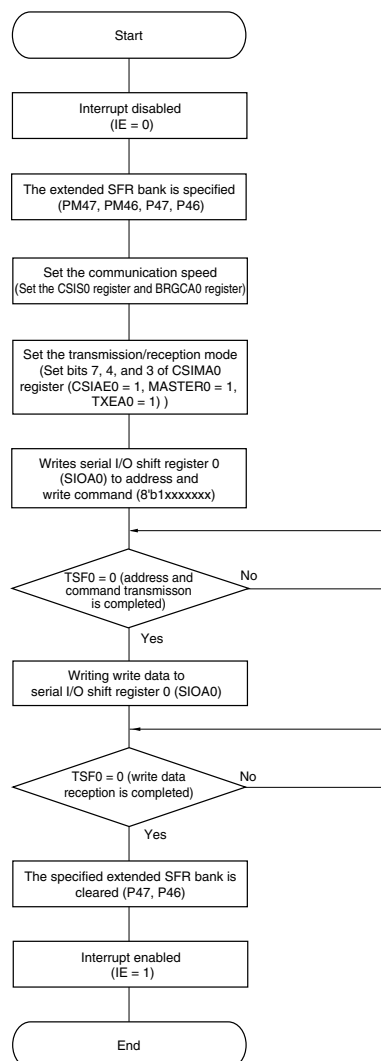 Start
Interrupt disabled
(IE = 0)
The extended SFR bank is specified
(PM47, PM46, P47, P46)
Set the communication speed
(Set the CSIS0 register and BRGCA0 register)
Set the transmission/reception mode
(Set bits 7, 4, and 3 of CSIMA0
register (CSIAE0 = 1, MASTER0 = 1,
TXEA0 = 1) )
Writes serial I/O shift register 0
(SIOA0) to address and
write command (8'b1xxxxxxx)
TSF0 = 0 (address and
command transmisson
is completed)
No
Yes
Writing write data to
serial I/O shift register 0 (SIOA0)
TSF0 = 0 (write data
reception is completed)
No
Yes
The specified extended SFR bank is
cleared (P47, P46)
Interrupt enabled
(IE = 1)
End